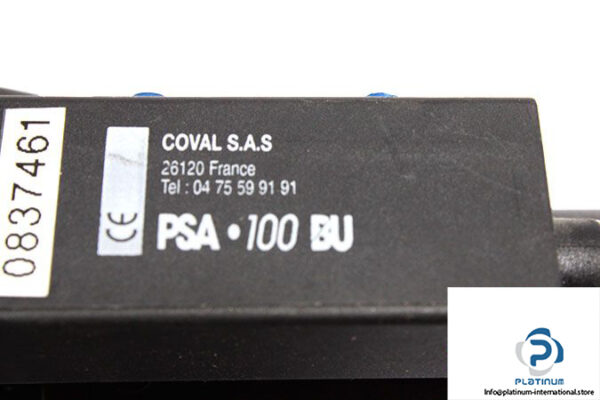 0837461
CE
COVAL S.A.S
26120 France
Tel : 04 75 59 91 91
PSA • 100 BU
PLATINUM
Info@platinum-international.store